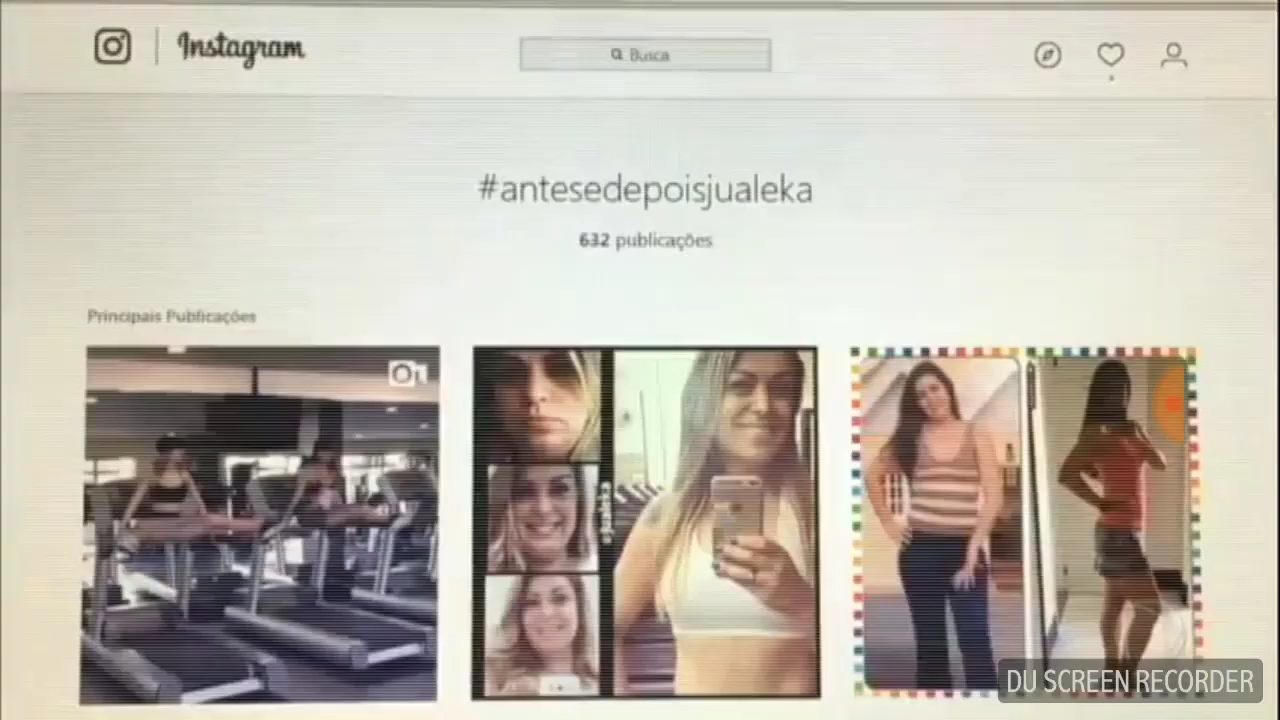 Instagram
Busca
#antesedepoisjualeka
632 publicações
Principais Publicações
DU SCREEN RECORDER